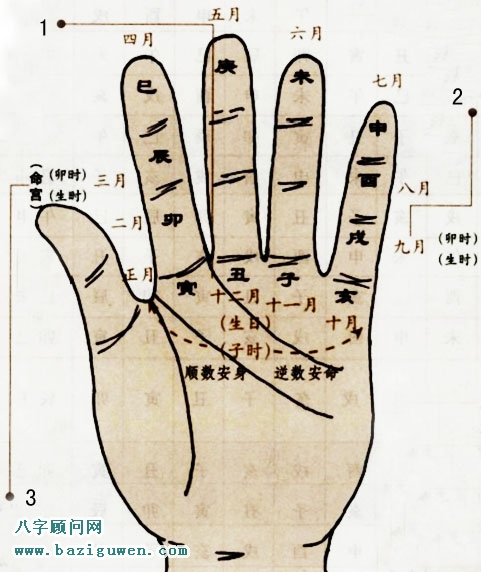 1
五月
六月
四月
庚
未
七月
巳
申
2
辰
酉
(命宫)
(卯时)
(生时)
三月
八月
二月
卯
戌
九月
(卯时)
(生时)
正月
寅
丑
子
亥
十二月
十一月
十月
(生日)
(子时)
顺数安身
逆数安命
3
八字顾问网
www.baziguwen.com